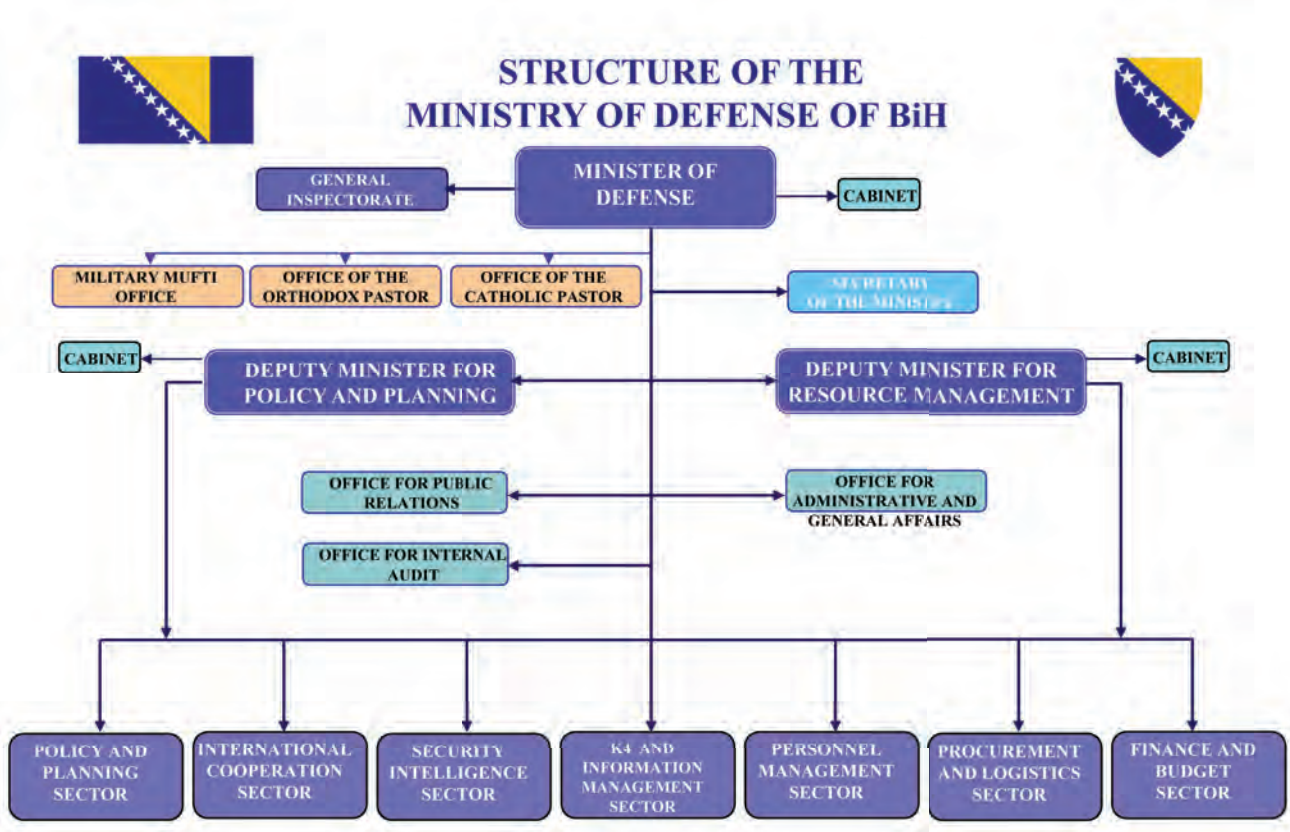 STRUCTURE OF THE
MINISTRY OF DEFENSE OF BiH
MINISTER OF
DEFENSE
GENERAL
INSPECTORATE
CABINET
MILITARY MUFTI
OFFICE
OFFICE OF THE
ORTHODOX PASTOR
OFFICE OF THE
CATHOLIC PASTOR
SECRETARY
OF THE MINISTRY
CABINET
DEPUTY MINISTER FOR
POLICY AND PLANNING
DEPUTY MINISTER FOR
RESOURCE MANAGEMENT
CABINET
OFFICE FOR PUBLIC
RELATIONS
OFFICE FOR
ADMINISTRATIVE AND
GENERAL AFFAIRS
OFFICE FOR INTERNAL
AUDIT
POLICY AND
PLANNING
SECTOR
INTERNATIONAL
COOPERATION
SECTOR
SECURITY
INTELLIGENCE
SECTOR
K4 AND
INFORMATION
MANAGEMENT
SECTOR
PERSONNEL
MANAGEMENT
SECTOR
PROCUREMENT
AND LOGISTICS
SECTOR
FINANCE AND
BUDGET
SECTOR